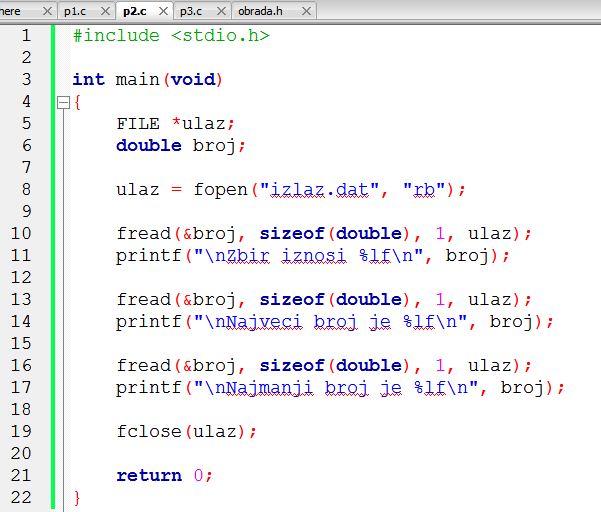 here p1.c p2.c p3.c obrada.h
1 #include <stdio.h>
2
3 int main(void)
4 {
5 FILE *ulaz;
6 double broj;
7
8 ulaz = fopen("izlaz.dat", "rb");
9
10 fread(&broj, sizeof(double), 1, ulaz);
11 printf("\nZbir iznosi %lf\n", broj);
12
13 fread(&broj, sizeof(double), 1, ulaz);
14 printf("\nNajveci broj je %lf\n", broj);
15
16 fread(&broj, sizeof(double), 1, ulaz);
17 printf("\nNajmanji broj je %lf\n", broj);
18
19 fclose(ulaz);
20
21 return 0;
22 }